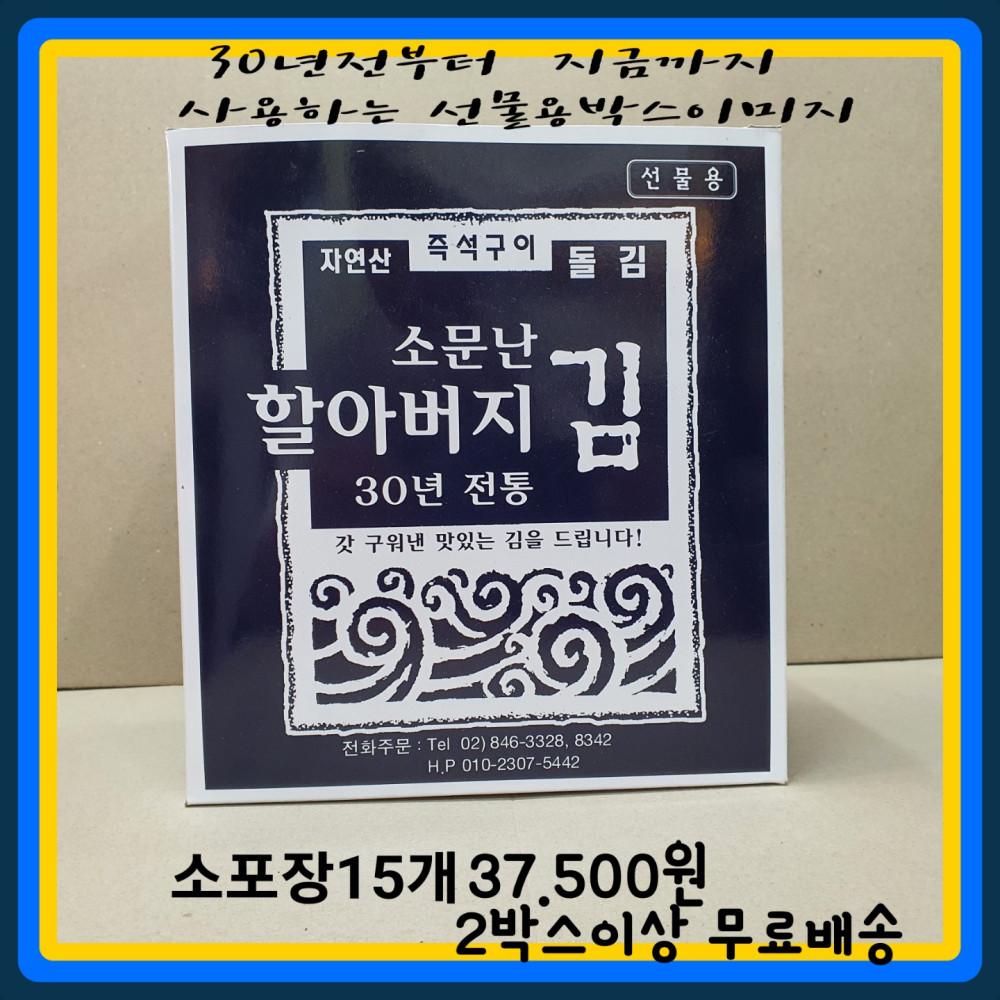 30년전부터 지금까지
사용하는 선물용박스이미지
선물용
자연산 즉석구이 돌김
소문난
할아버지 김
30년 전통
갓 구워낸 맛있는 김을 드립니다!
전화주문 : Tel 02) 846-3328, 8342
H.P 010-2307-5442
소포장15개 37.500원
2박스이상 무료배송